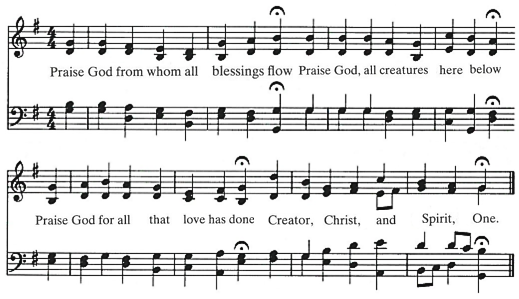 Praise God from whom all blessings flow Praise God, all creatures here below
Praise God for all that love has done Creator, Christ, and Spirit, One.